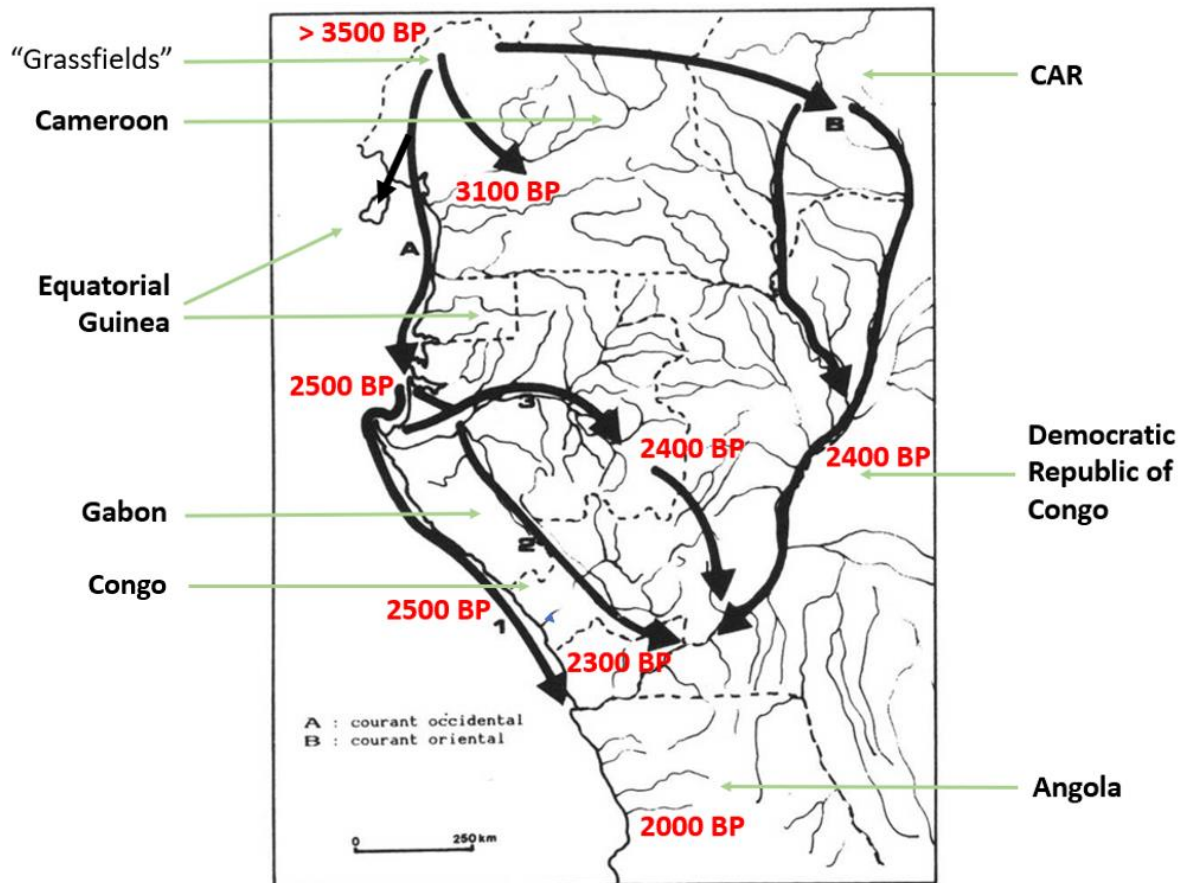 > 3500 BP
“Grassfields”
CAR
Cameroon
B
3100 BP
A
Equatorial
Guinea
2500 BP
3
2400 BP
2400 BP
Democratic
Republic of
Congo
Gabon
2
Congo
2500 BP
1
2300 BP
A : courant occidental
B : courant oriental
Angola
2000 BP
0
250 km